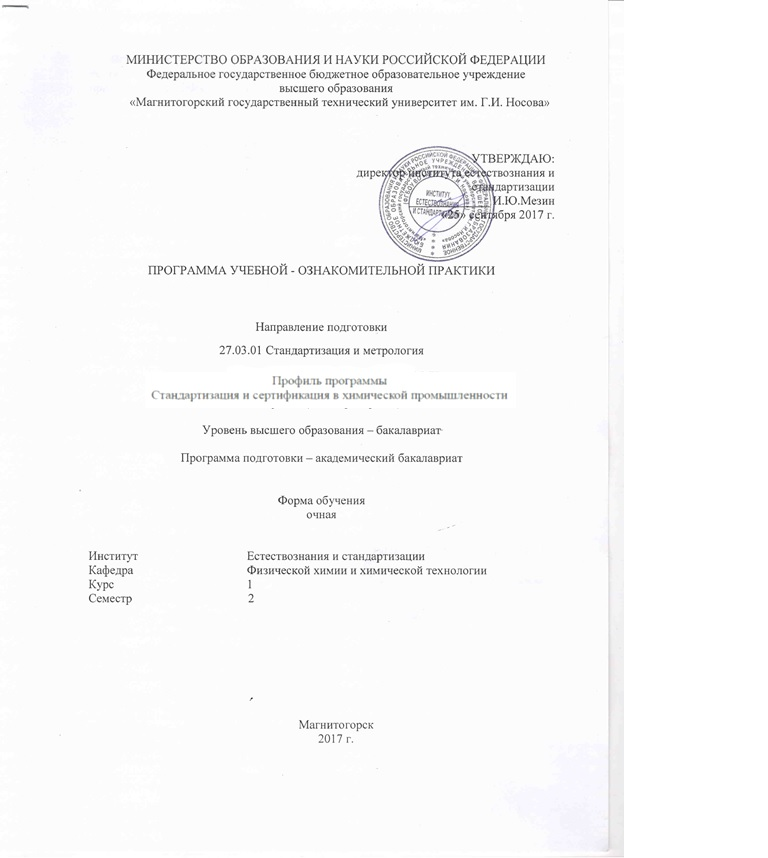 МИНИСТЕРСТВО ОБРАЗОВАНИЯ И НАУКИ РОССИЙСКОЙ ФЕДЕРАЦИИ
Федеральное государственное бюджетное образовательное учреждение
высшего образования
«Магнитогорский государственный технический университет им. Г.И. Носова»
УТВЕРЖДАЮ:
директор института естествознания и
стандартизации
И.Ю.Мезин
«25» сентября 2017 г.
ИНСТИТУТ
ЕСТЕСТВОЗНАНИЯ
И СТАНДАРТИЗАЦИИ
ПРОГРАММА УЧЕБНОЙ - ОЗНАКОМИТЕЛЬНОЙ ПРАКТИКИ
Направление подготовки
27.03.01 Стандартизация и метрология
Профиль программы
Стандартизация и сертификация в химической промышленности
Уровень высшего образования – бакалавриат
Программа подготовки – академический бакалавриат
Форма обучения
очная
Институт Естествознания и стандартизации
Кафедра Физической химии и химической технологии
Курс 1
Семестр 2
Магнитогорск
2017 г.